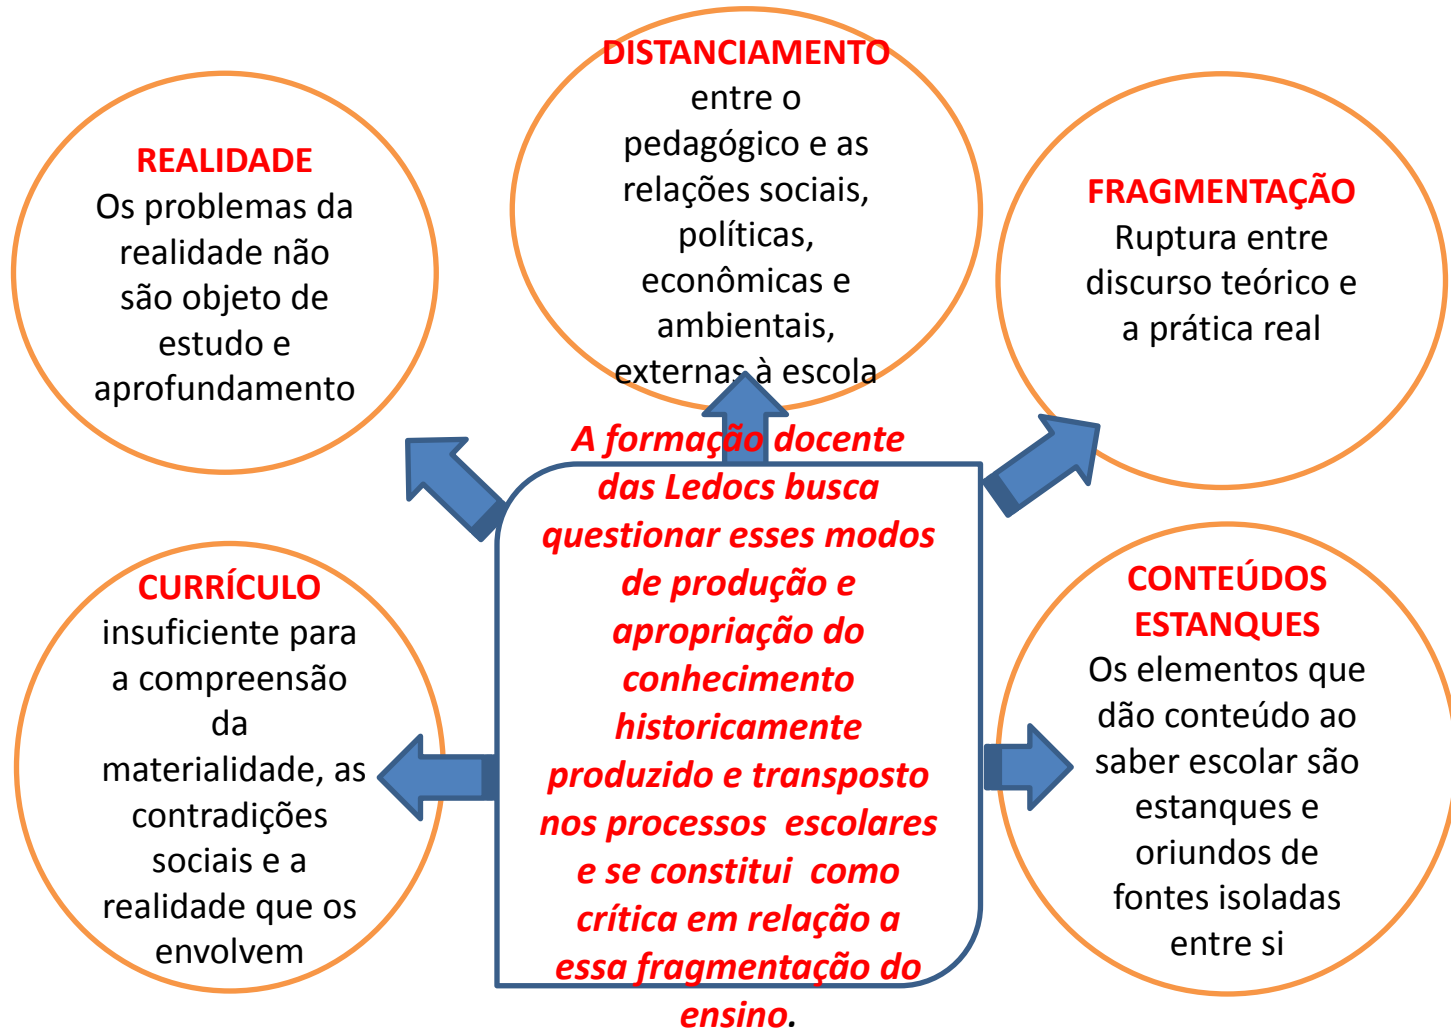 REALIDADE
Os problemas da
realidade não
são objeto de
estudo e
aprofundamento
DISTANCIAMENTO
entre o
pedagógico e as
relações sociais,
políticas,
econômicas e
ambientais,
externas à escola
FRAGMENTAÇÃO
Ruptura entre
discurso teórico e
a prática real
CURRÍCULO
insuficiente para
a compreensão
da
materialidade, as
contradições
sociais e a
realidade que os
envolvem
A formação docente
das Ledocs busca
questionar esses modos
de produção e
apropriação do
conhecimento
historicamente
produzido e transposto
nos processos escolares
e se constitui como
crítica em relação a
essa fragmentação do
ensino.
CONTEÚDOS
ESTANQUES
Os elementos que
dão conteúdo ao
saber escolar são
estanques e
oriundos de
fontes isoladas
entre si